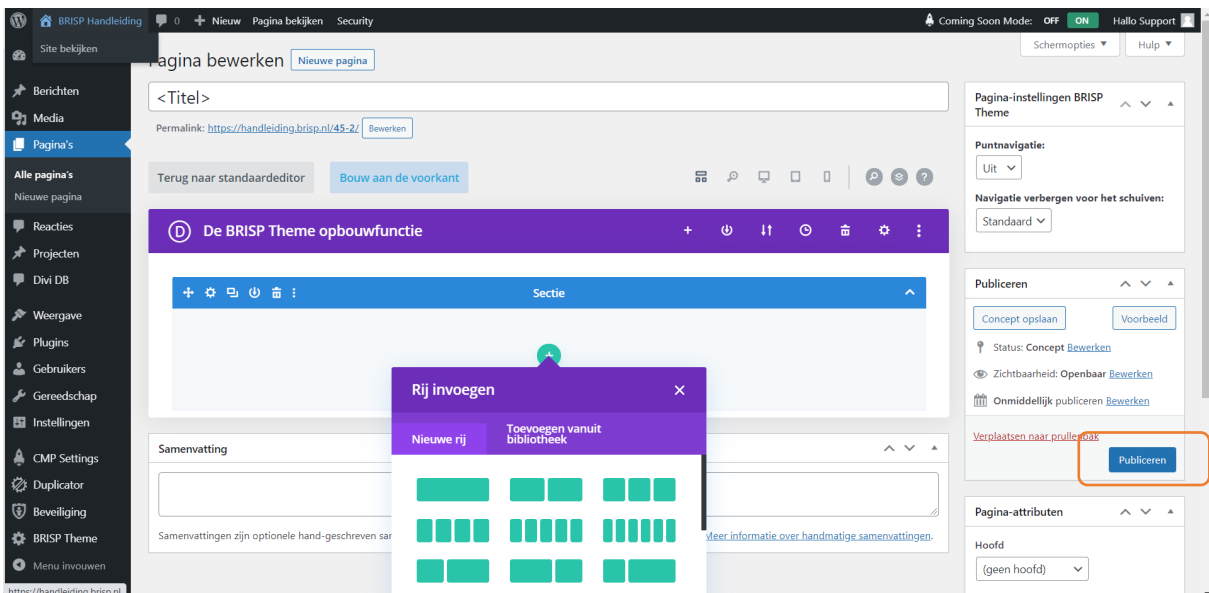 BRISP Handleiding 0 Nieuw Pagina bekijken Security Coming Soon Mode: OFF ON Hallo Support
Site bekijken
Schermopties Hulp
Pagina bewerken Nieuwe pagina
<Titel>
Permalink: https://handleiding.brisp.nl/45-2/ Bewerken
Terug naar standaardeditor Bouw aan de voorkant
D De BRISP Theme opbouwfunctie
Sectie
Rij invoegen
Nieuwe rij
Toevoegen vanuit
bibliotheek
Samenvatting
Samenvattingen zijn optionele hand-geschreven
Meer informatie over handmatige samenvattingen.
Berichten
Media
Pagina's
Alle pagina's
Nieuwe pagina
Reacties
Projecten
Divi DB
Weergave
Plugins
Gebruikers
Gereedschap
Instellingen
CMP Settings
Duplicator
Beveiliging
BRISP Theme
Menu invouwen
https://handleiding.brisp.nl
Pagina-instellingen BRISP
Theme
Puntnavigatie:
Uit
Navigatie verbergen voor het schuiven:
Standaard
Publiceren
Concept opslaan Voorbeeld
Status: Concept Bewerken
Zichtbaarheid: Openbaar Bewerken
Onmiddellijk publiceren Bewerken
Verplaatsen naar prullenbak
Publiceren
Pagina-attributen
Hoofd
(geen hoofd)